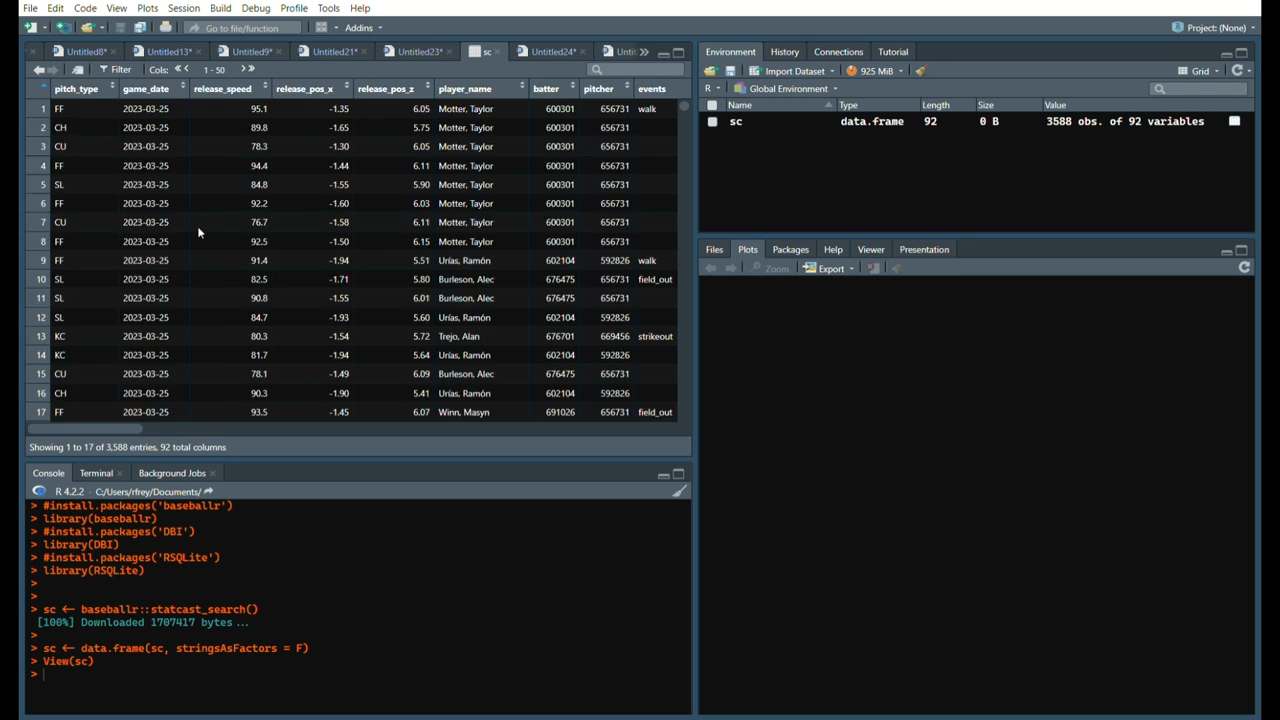 File Edit Code View Plots Session Build Debug Profile Tools Help
Go to file/function Addins Project: (None)
Untitled8* Untitled13* Untitled9* Untitled21* Untitled23* sc Untitled24* Unti
Filter Cols: 1 - 50
pitch_type game_date release_speed release_pos_x release_pos_z player_name batter pitcher events
1 FF 2023-03-25 95.1 -1.35 6.05 Motter, Taylor 600301 656731 walk
2 CH 2023-03-25 89.8 -1.65 5.75 Motter, Taylor 600301 656731
3 CU 2023-03-25 78.3 -1.30 6.05 Motter, Taylor 600301 656731
4 FF 2023-03-25 94.4 -1.44 6.11 Motter, Taylor 600301 656731
5 SL 2023-03-25 84.8 -1.55 5.90 Motter, Taylor 600301 656731
6 FF 2023-03-25 92.2 -1.60 6.03 Motter, Taylor 600301 656731
7 CU 2023-03-25 76.7 -1.58 6.11 Motter, Taylor 600301 656731
8 FF 2023-03-25 92.5 -1.50 6.15 Motter, Taylor 600301 656731
9 FF 2023-03-25 91.4 -1.94 5.51 Urías, Ramón 602104 592826 walk
10 SL 2023-03-25 82.5 -1.71 5.80 Burleson, Alec 676475 656731 field_out
11 SL 2023-03-25 90.8 -1.55 6.01 Burleson, Alec 676475 656731
12 SL 2023-03-25 84.7 -1.93 5.60 Urías, Ramón 602104 592826
13 KC 2023-03-25 80.3 -1.54 5.72 Trejo, Alan 676701 669456 strikeout
14 KC 2023-03-25 81.7 -1.94 5.64 Urías, Ramón 602104 592826
15 CU 2023-03-25 78.1 -1.49 6.09 Burleson, Alec 676475 656731
16 CH 2023-03-25 90.3 -1.90 5.41 Urías, Ramón 602104 592826
17 FF 2023-03-25 93.5 -1.45 6.07 Winn, Masyn 691026 656731 field_out
Showing 1 to 17 of 3,588 entries, 92 total columns
Console Terminal Background Jobs
R 4.2.2 · C:/Users/rfrey/Documents/
> #install.packages('baseballr')
> library(baseballr)
> #install.packages('DBI')
> library(DBI)
> #install.packages('RSQLite')
> library(RSQLite)
>
>
> sc <- baseballr::statcast_search()
[100%] Downloaded 1707417 bytes...
>
> sc <- data.frame(sc, stringsAsFactors = F)
> View(sc)
>
Environment History Connections Tutorial
Import Dataset 925 MiB Grid
R Global Environment
Name Type Length Size Value
sc data.frame 92 0 B 3588 obs. of 92 variables
Files Plots Packages Help Viewer Presentation
Zoom Export